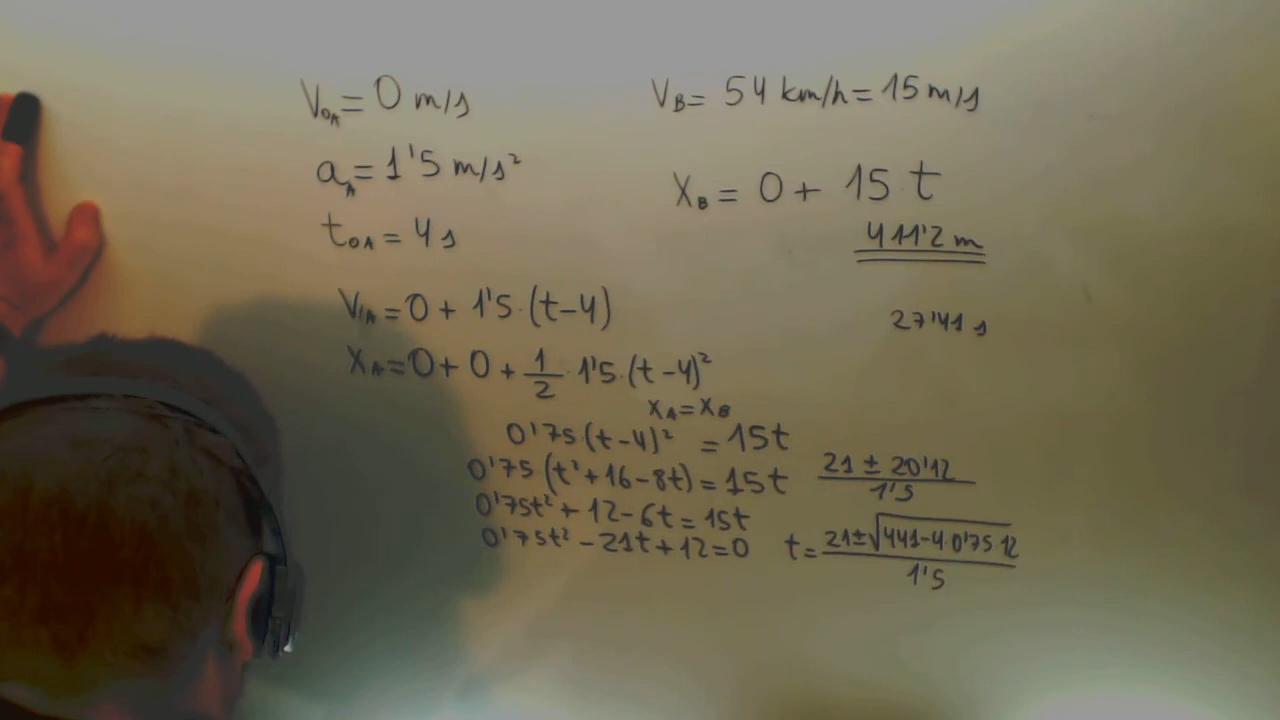 V₀A = 0 m/s
aA = 1'5 m/s²
t₀A = 4 s
VB = 54 km/h = 15 m/s
XB = 0 + 15 t
411'2 m
27'41 s
V₁A = 0 + 1'5·(t-4)
XA = 0 + 0 + 1/2 · 1'5·(t-4)²
XA = XB
0'75·(t-4)² = 15t
0'75 (t²+16-8t) = 15t
0'75t² + 12 - 6t = 15t
0'75t² - 21t + 12 = 0
t = 21±√441-4·0'75·12 / 1'5
21 ± 20'12 / 1'5